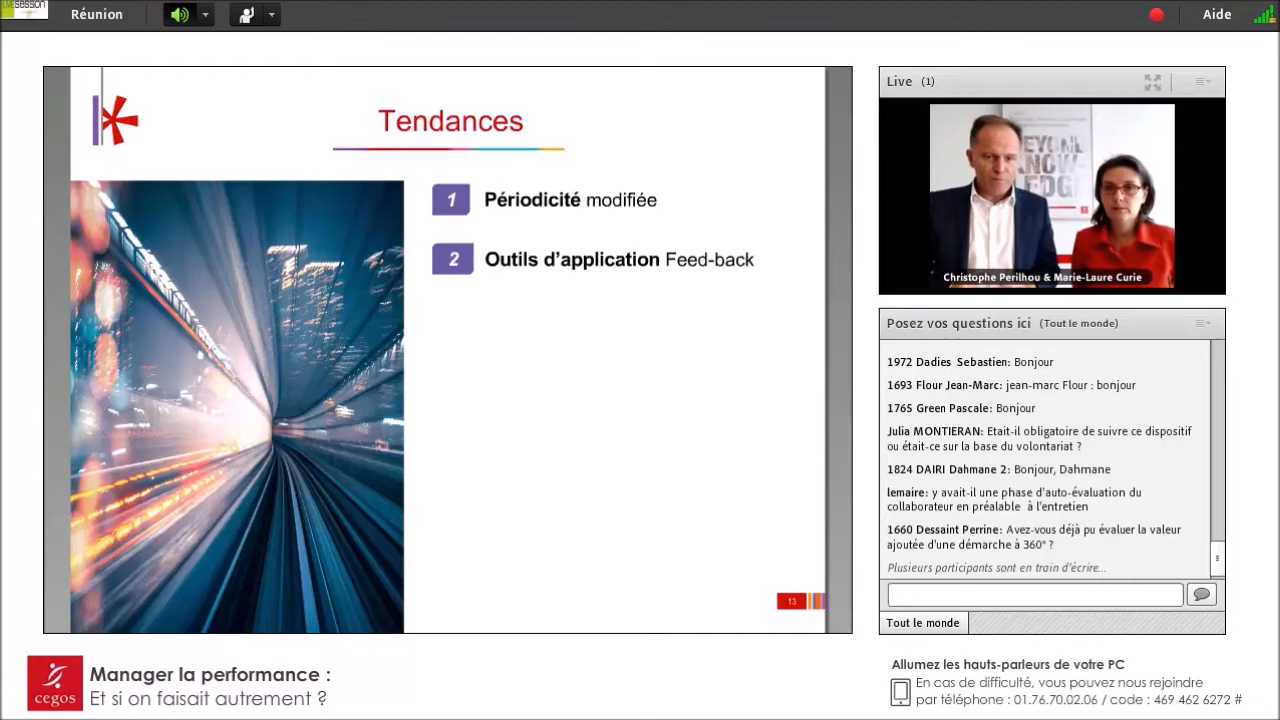 SESSION
Réunion
Aide
Tendances
1 Périodicité modifiée
2 Outils d'application Feed-back
13
Live (1)
BEYOND
KNOW
LEDGE
Christophe Perilhou & Marie-Laure Curie
Posez vos questions ici (Tout le monde)
1972 Dadies Sebastien: Bonjour
1693 Flour Jean-Marc: jean-marc Flour : bonjour
1765 Green Pascale: Bonjour
Julia MONTIERAN: Etait-il obligatoire de suivre ce dispositif
ou était-ce sur la base du volontariat ?
1824 DAIRI Dahmane 2: Bonjour, Dahmane
lemaire: y avait-il une phase d'auto-évaluation du
collaborateur en préalable à l'entretien
1660 Dessaint Perrine: Avez-vous déjà pu évaluer la valeur
ajoutée d'une démarche à 360° ?
Plusieurs participants sont en train d'écrire...
Tout le monde
cegos
Manager la performance :
Et si on faisait autrement ?
Allumez les hauts-parleurs de votre PC
En cas de difficulté, vous pouvez nous rejoindre
par téléphone : 01.76.70.02.06 / code : 469 462 6272 #